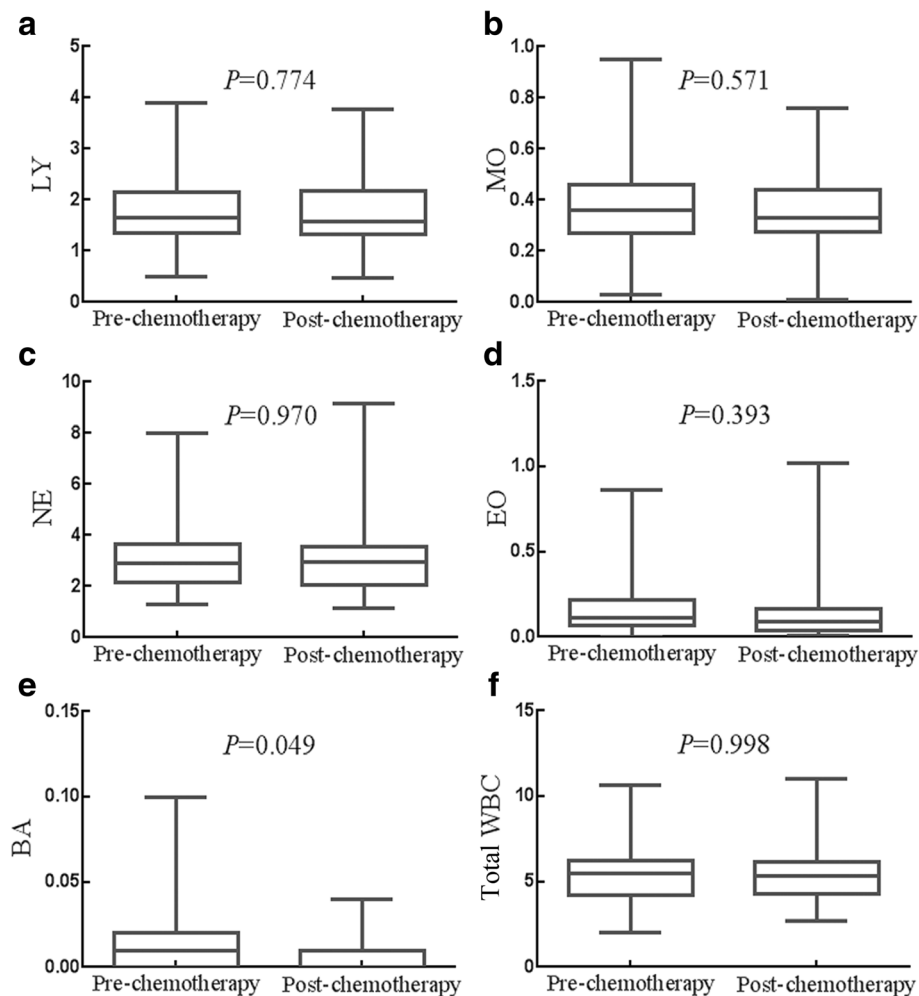 a
5
4
3
2
1
0
LY
P=0.774
Pre-chemotherapy Post-chemotherapy
b
1.0
0.8
0.6
0.4
0.2
0.0
MO
P=0.571
Pre-chemotherapy Post-chemotherapy
c
10
8
6
4
2
0
NE
P=0.970
Pre-chemotherapy Post-chemotherapy
d
1.5
1.0
0.5
0.0
EO
P=0.393
Pre-chemotherapy Post-chemotherapy
e
0.15
0.10
0.05
0.00
BA
P=0.049
Pre-chemotherapy Post-chemotherapy
f
15
10
5
0
Total WBC
P=0.998
Pre-chemotherapy Post-chemotherapy